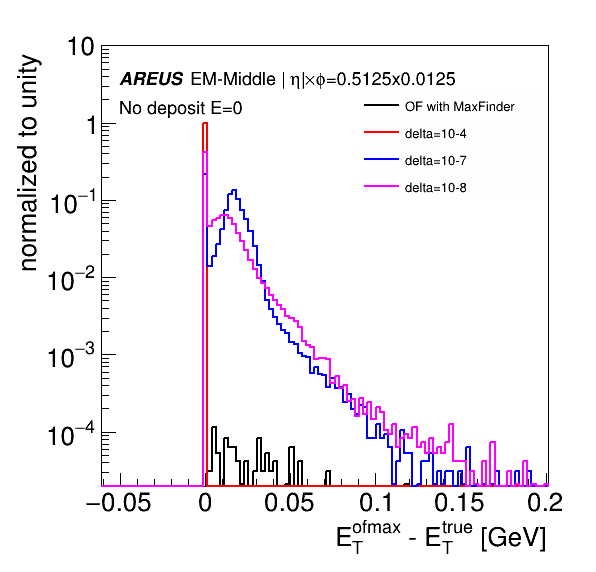 normalized to unity
10
1
10⁻¹
10⁻²
10⁻³
10⁻⁴
AREUS EM-Middle | η|×ϕ=0.5125x0.0125
No deposit E=0
OF with MaxFinder
delta=10-4
delta=10-7
delta=10-8
−0.05 0 0.05 0.1 0.15 0.2
E_T^ofmax - E_T^true [GeV]